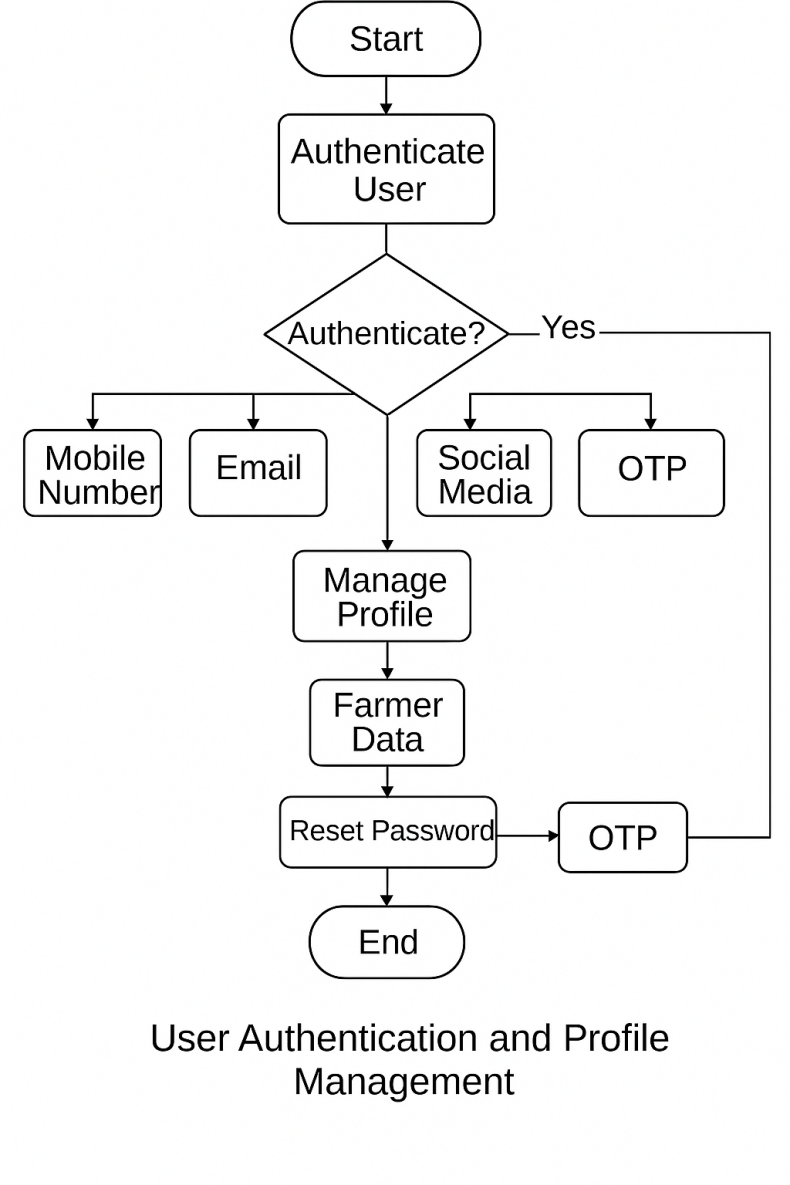 Start
Authenticate
User
Authenticate?
Yes
Mobile
Number
Email
Social
Media
OTP
Manage
Profile
Farmer
Data
Reset Password
OTP
End
User Authentication and Profile
Management